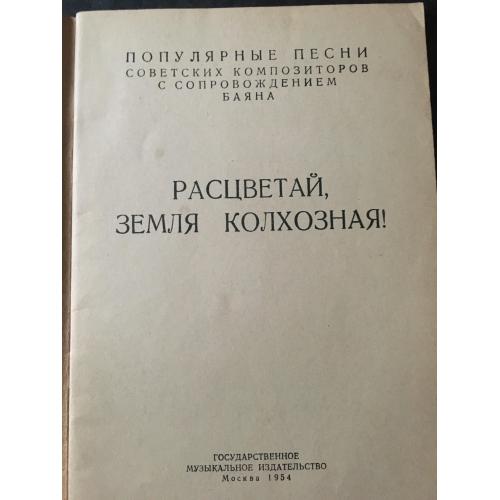 ПОПУЛЯРНЫЕ ПЕСНИ
СОВЕТСКИХ КОМПОЗИТОРОВ
С СОПРОВОЖДЕНИЕМ
БАЯНА
РАСЦВЕТАЙ,
ЗЕМЛЯ КОЛХОЗНАЯ!
ГОСУДАРСТВЕННОЕ
МУЗЫКАЛЬНОЕ ИЗДАТЕЛЬСТВО
Москва 1954